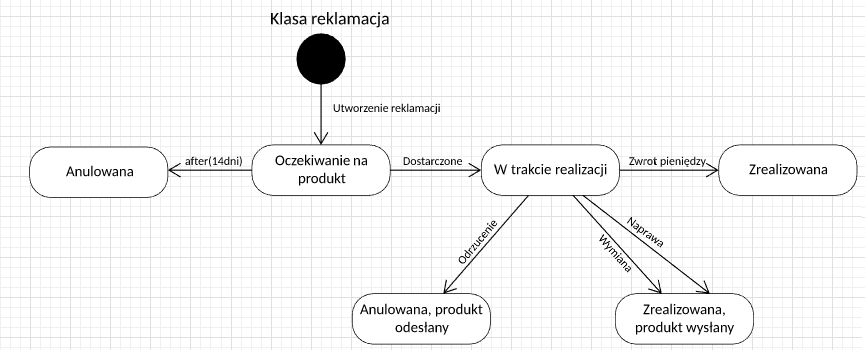 Klasa reklamacja
Utworzenie reklamacji
Anulowana
after(14dni)
Oczekiwanie na
produkt
Dostarczone
W trakcie realizacji
Zwrot pieniędzy
Zrealizowana
Odrzucenie
Wymiana
Naprawa
Anulowana, produkt
odesłany
Zrealizowana,
produkt wysłany